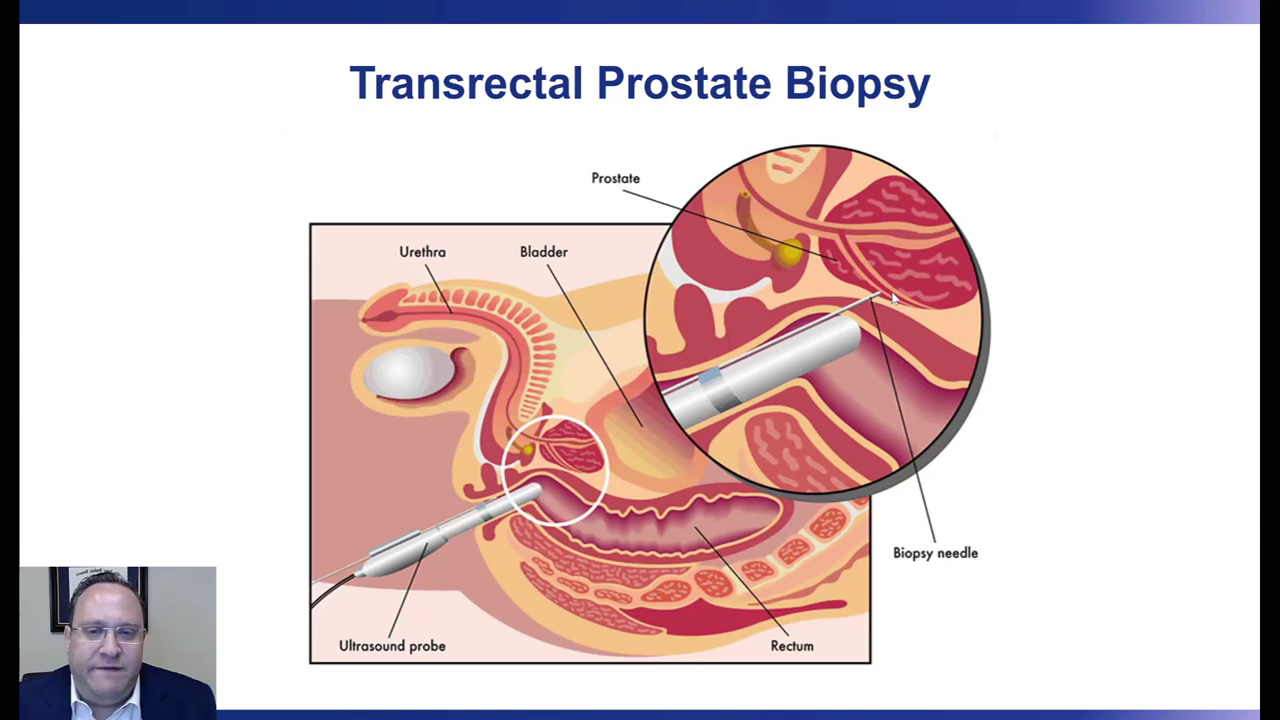 Transrectal Prostate Biopsy
Prostate
Urethra
Bladder
Biopsy needle
Ultrasound probe
Rectum